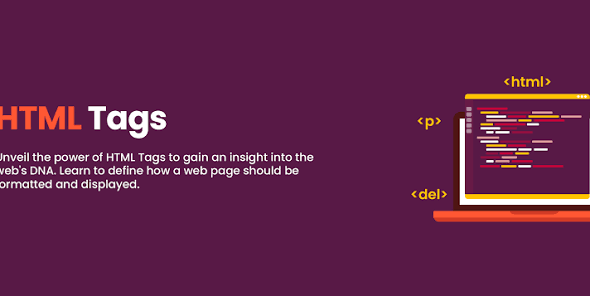 HTML Tags
Unveil the power of HTML Tags to gain an insight into the
web's DNA. Learn to define how a web page should be
formatted and displayed.
<html>
<p>
<del>